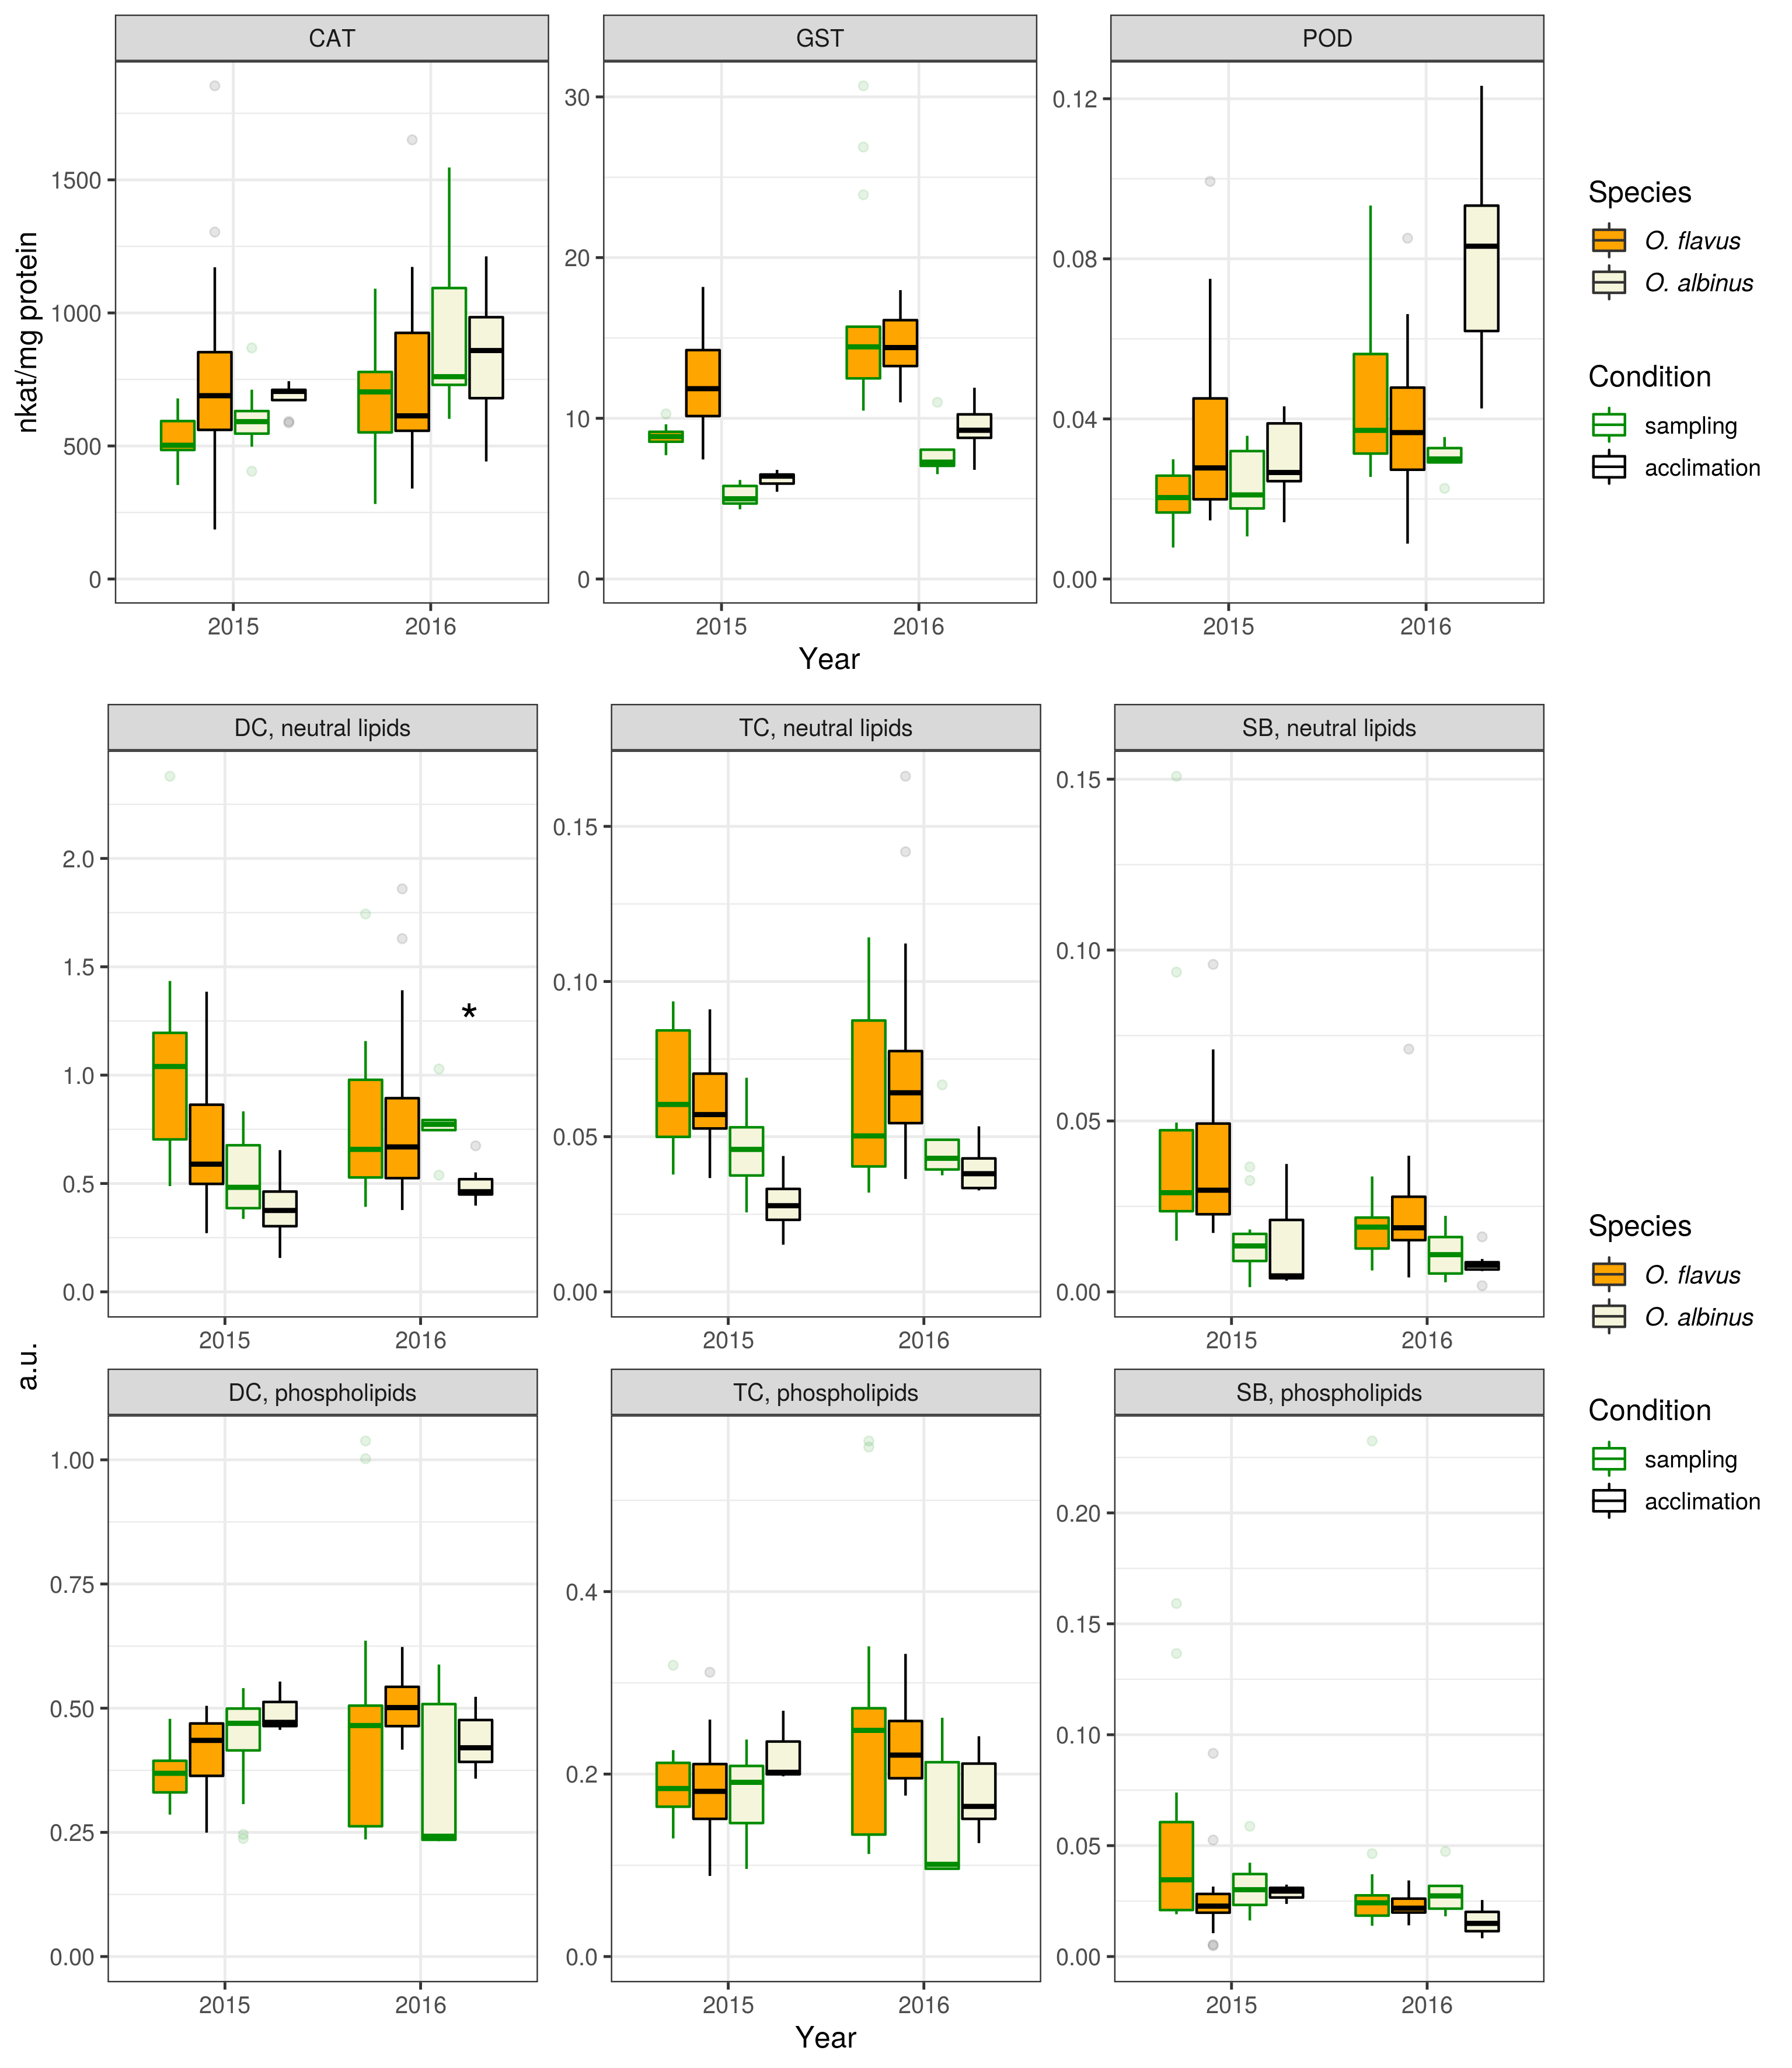 CAT
GST
POD
nkat/mg protein
1500
1000
500
0
30
20
10
0
0.12
0.08
0.04
0.00
2015
2016
2015
2016
2015
2016
Year
Species
O. flavus
O. albinus
Condition
sampling
acclimation
DC, neutral lipids
TC, neutral lipids
SB, neutral lipids
2.0
1.5
1.0
0.5
0.0
*
0.15
0.10
0.05
0.00
0.15
0.10
0.05
0.00
2015
2016
2015
2016
2015
2016
a.u.
DC, phospholipids
TC, phospholipids
SB, phospholipids
1.00
0.75
0.50
0.25
0.00
0.4
0.2
0.0
0.20
0.15
0.10
0.05
0.00
2015
2016
2015
2016
2015
2016
Year
Species
O. flavus
O. albinus
Condition
sampling
acclimation